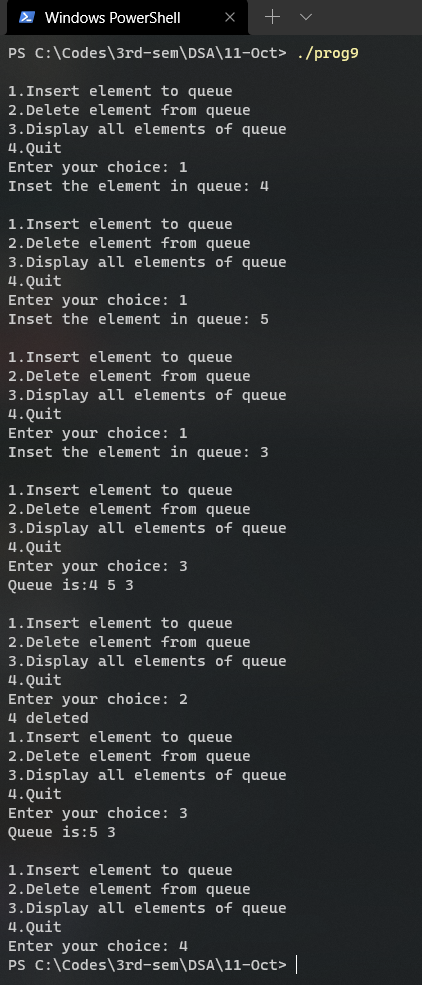 Windows PowerShell
PS C:\Codes\3rd-sem\DSA\11-Oct> ./prog9
1.Insert element to queue
2.Delete element from queue
3.Display all elements of queue
4.Quit
Enter your choice: 1
Inset the element in queue: 4
1.Insert element to queue
2.Delete element from queue
3.Display all elements of queue
4.Quit
Enter your choice: 1
Inset the element in queue: 5
1.Insert element to queue
2.Delete element from queue
3.Display all elements of queue
4.Quit
Enter your choice: 1
Inset the element in queue: 3
1.Insert element to queue
2.Delete element from queue
3.Display all elements of queue
4.Quit
Enter your choice: 3
Queue is:4 5 3
1.Insert element to queue
2.Delete element from queue
3.Display all elements of queue
4.Quit
Enter your choice: 2
4 deleted
1.Insert element to queue
2.Delete element from queue
3.Display all elements of queue
4.Quit
Enter your choice: 3
Queue is:5 3
1.Insert element to queue
2.Delete element from queue
3.Display all elements of queue
4.Quit
Enter your choice: 4
PS C:\Codes\3rd-sem\DSA\11-Oct>